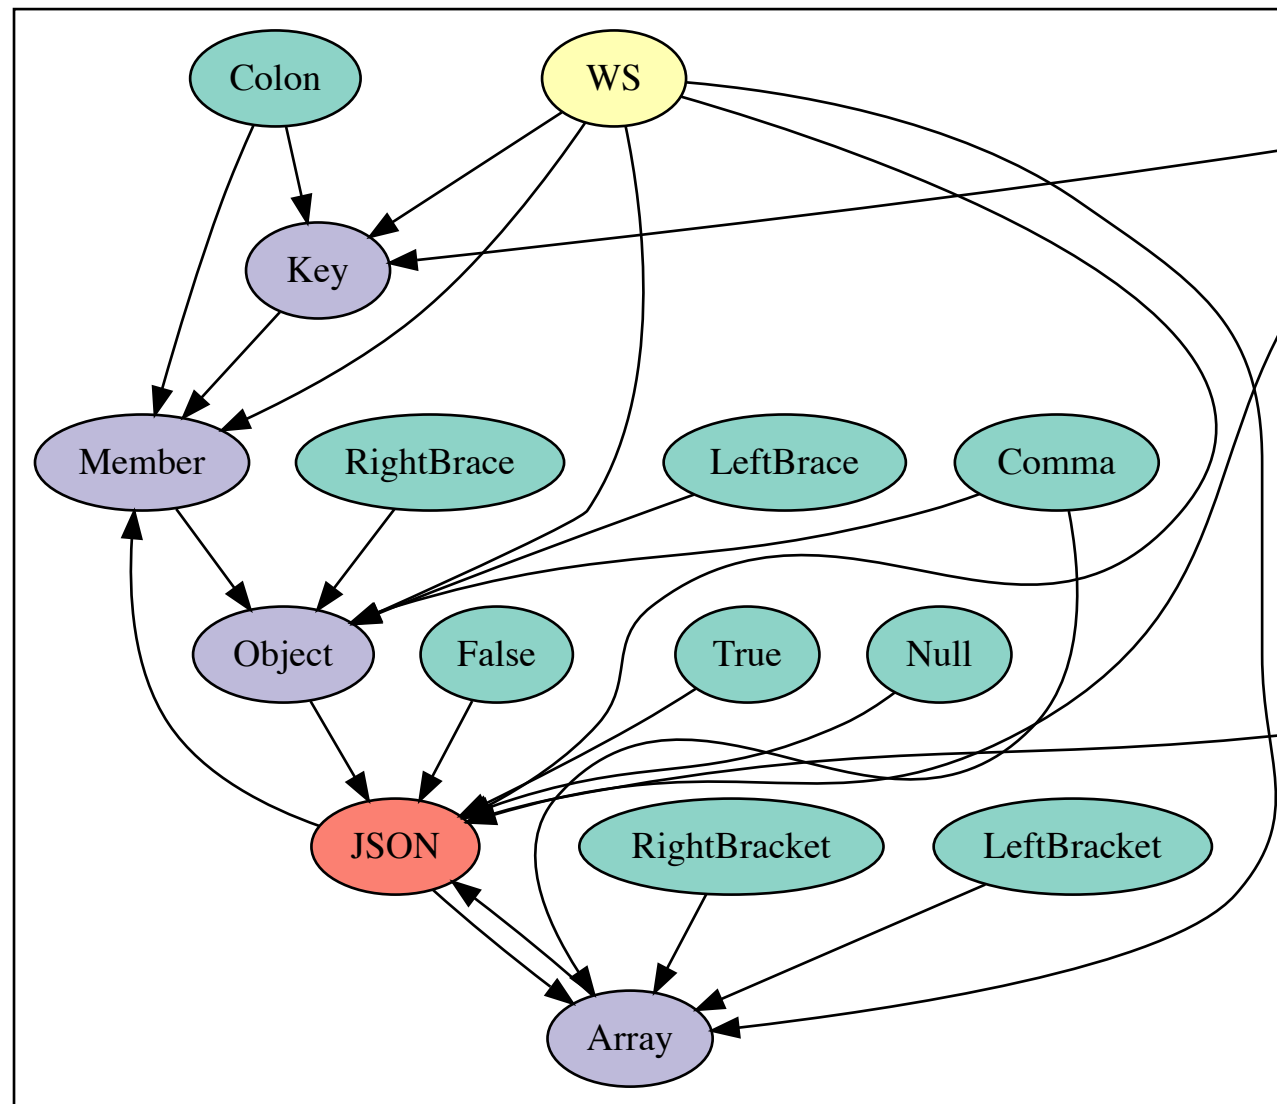 Colon
WS
Key
Member
RightBrace
LeftBrace
Comma
Object
False
True
Null
JSON
RightBracket
LeftBracket
Array